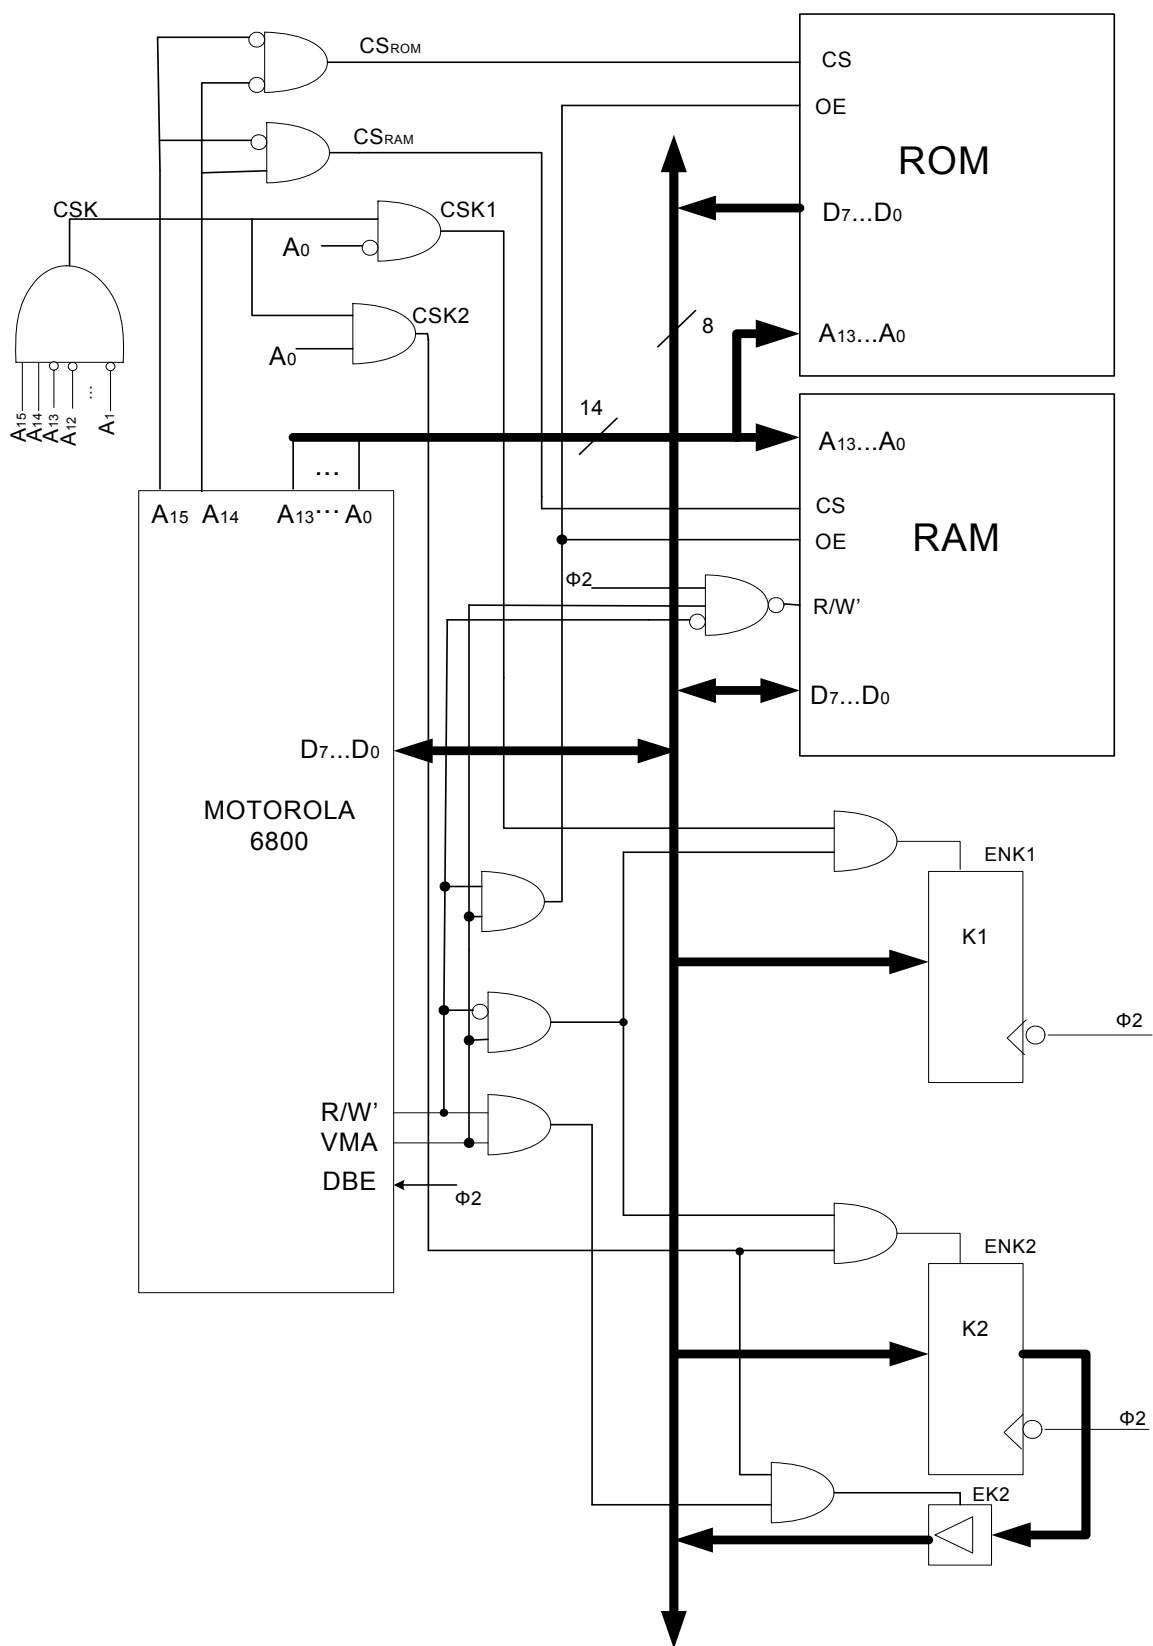 CSROM
CS
OE
ROM
CSRAM
CSK
CSK1
D7...D0
A0
CSK2
8
A13...A0
A0
A15
A14
A13
A12
...
A1
14
A13...A0
...
A15 A14 A13... A0
CS
RAM
OE
Φ2
R/W'
D7...D0
D7...D0
MOTOROLA
6800
ENK1
K1
Φ2
R/W'
VMA
DBE
Φ2
ENK2
K2
Φ2
EK2